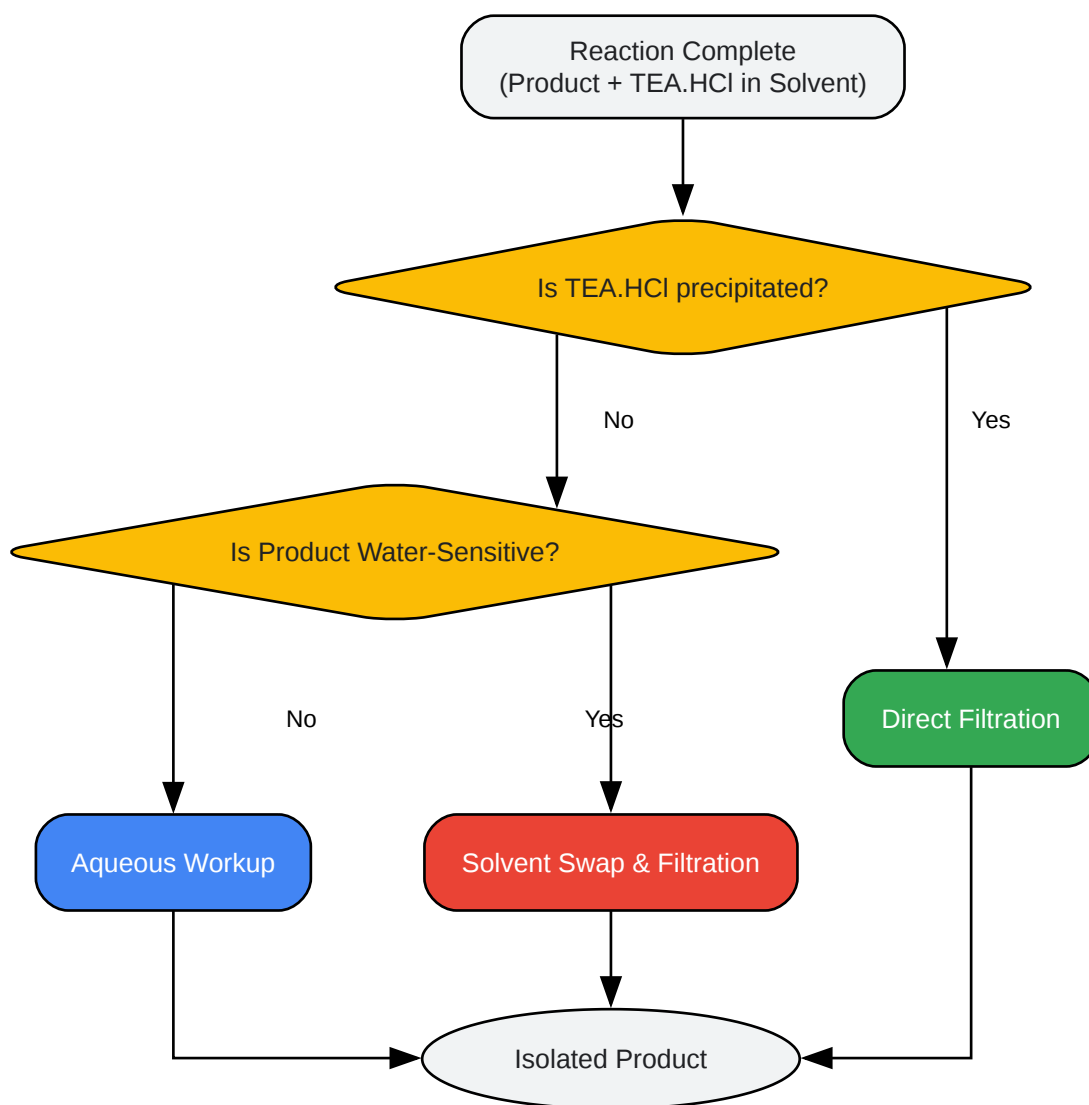 Reaction Complete
(Product + TEA.HCl in Solvent)
Is TEA.HCl precipitated?
No
Yes
Is Product Water-Sensitive?
No
Yes
Direct Filtration
Aqueous Workup
Solvent Swap & Filtration
Isolated Product